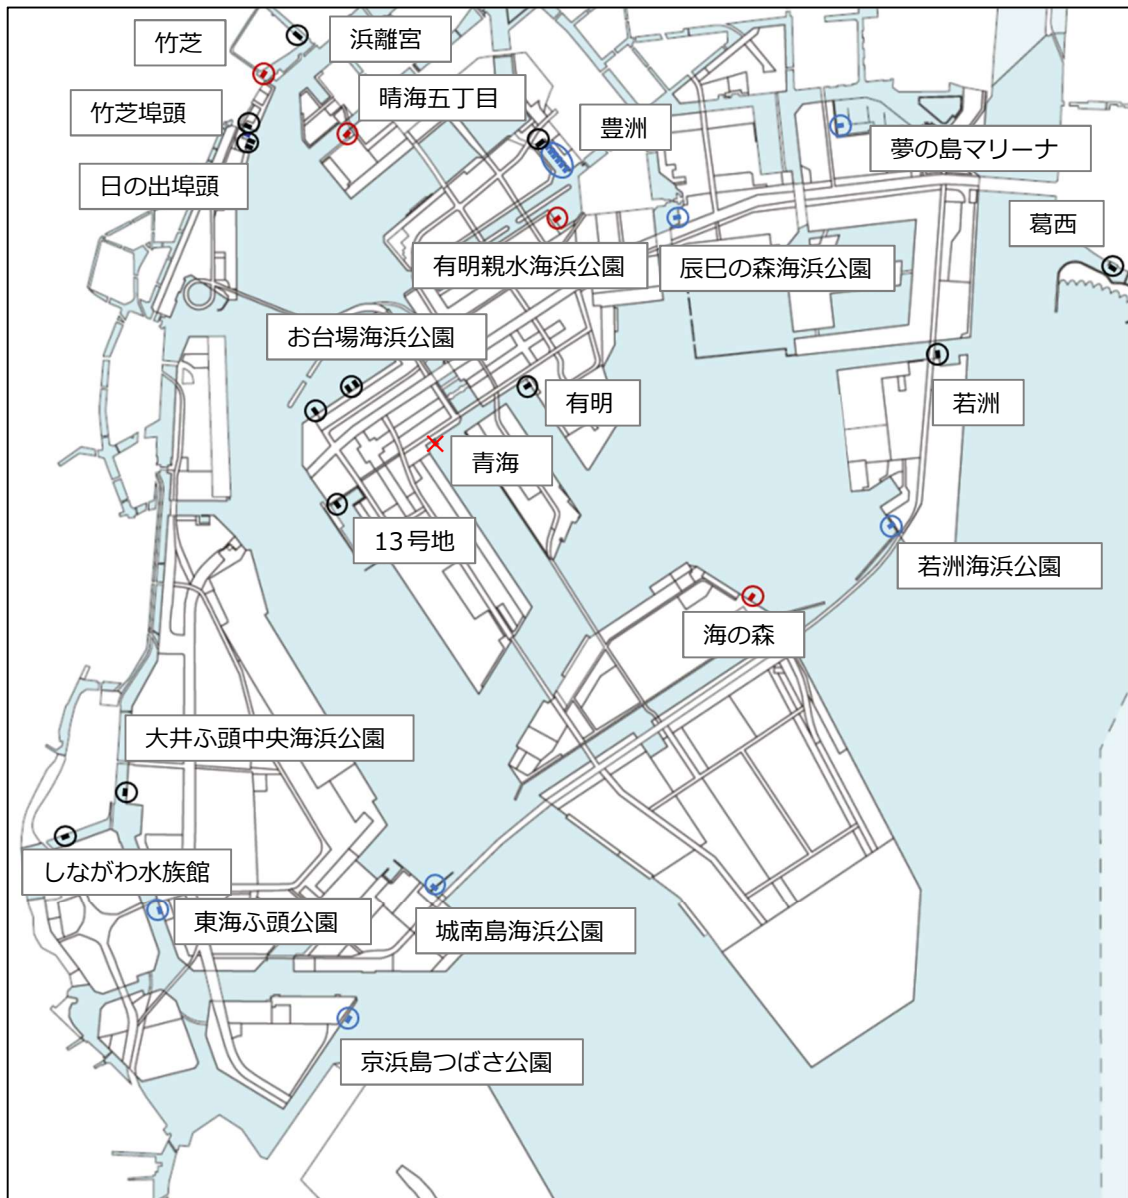 竹芝
浜離宮
晴海五丁目
竹芝埠頭
豊洲
夢の島マリーナ
日の出埠頭
葛西
有明親水海浜公園
辰巳の森海浜公園
お台場海浜公園
有明
若洲
青海
13号地
若洲海浜公園
海の森
大井ふ頭中央海浜公園
しながわ水族館
東海ふ頭公園
城南島海浜公園
京浜島つばさ公園